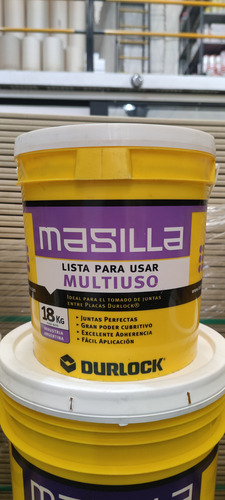 masilla
LISTA PARA USAR
MULTIUSO
IDEAL PARA EL TOMADO DE JUNTAS
ENTRE PLACAS DURLOCK®
18 KG
INDUSTRIA
ARGENTINA
• JUNTAS PERFECTAS
• GRAN PODER CUBRITIVO
• EXCELENTE ADHERENCIA
• FÁCIL APLICACIÓN
DURLOCK®
masilla